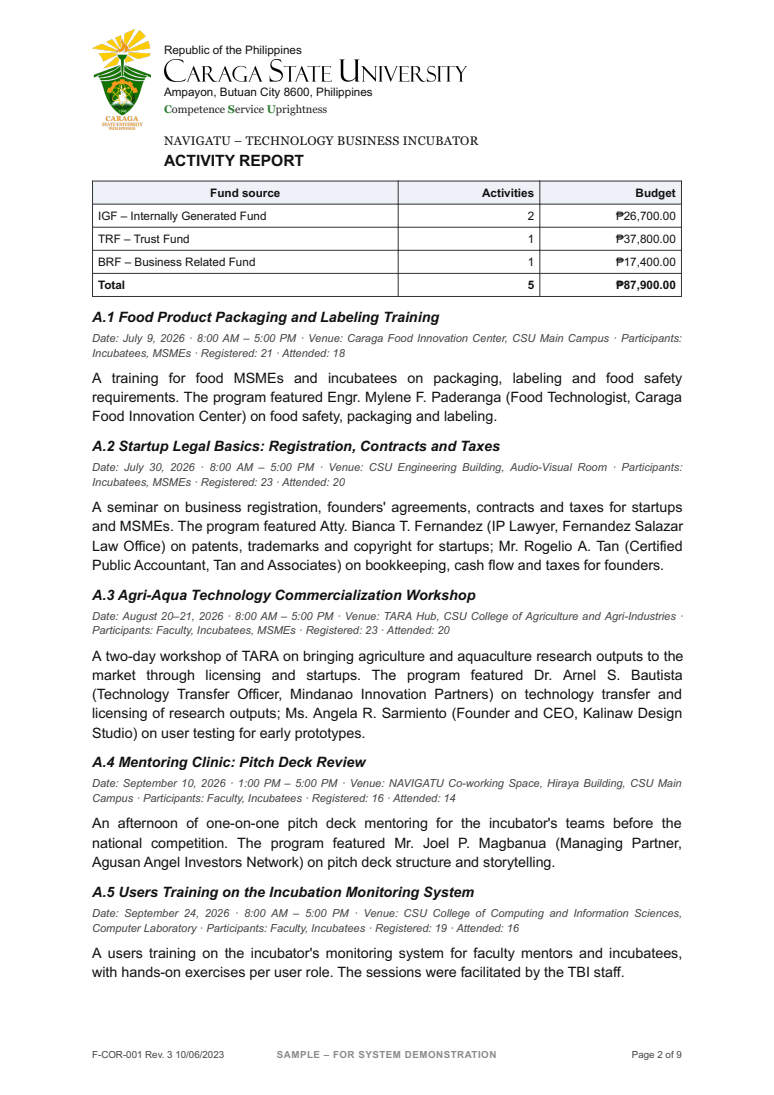 Republic of the Philippines
CARAGA STATE UNIVERSITY
Ampayon, Butuan City 8600, Philippines
Competence Service Uprightness
CARAGA
STATE UNIVERSITY
PHILIPPINES
NAVIGATU – TECHNOLOGY BUSINESS INCUBATOR
ACTIVITY REPORT
Fund source Activities Budget
IGF – Internally Generated Fund 2 ₱26,700.00
TRF – Trust Fund 1 ₱37,800.00
BRF – Business Related Fund 1 ₱17,400.00
Total 5 ₱87,900.00
A.1 Food Product Packaging and Labeling Training
Date: July 9, 2026 · 8:00 AM – 5:00 PM · Venue: Caraga Food Innovation Center, CSU Main Campus · Participants:
Incubatees, MSMEs · Registered: 21 · Attended: 18
A training for food MSMEs and incubatees on packaging, labeling and food safety
requirements. The program featured Engr. Mylene F. Paderanga (Food Technologist, Caraga
Food Innovation Center) on food safety, packaging and labeling.
A.2 Startup Legal Basics: Registration, Contracts and Taxes
Date: July 30, 2026 · 8:00 AM – 5:00 PM · Venue: CSU Engineering Building, Audio-Visual Room · Participants:
Incubatees, MSMEs · Registered: 23 · Attended: 20
A seminar on business registration, founders' agreements, contracts and taxes for startups
and MSMEs. The program featured Atty. Bianca T. Fernandez (IP Lawyer, Fernandez Salazar
Law Office) on patents, trademarks and copyright for startups; Mr. Rogelio A. Tan (Certified
Public Accountant, Tan and Associates) on bookkeeping, cash flow and taxes for founders.
A.3 Agri-Aqua Technology Commercialization Workshop
Date: August 20–21, 2026 · 8:00 AM – 5:00 PM · Venue: TARA Hub, CSU College of Agriculture and Agri-Industries ·
Participants: Faculty, Incubatees, MSMEs · Registered: 23 · Attended: 20
A two-day workshop of TARA on bringing agriculture and aquaculture research outputs to the
market through licensing and startups. The program featured Dr. Arnel S. Bautista
(Technology Transfer Officer, Mindanao Innovation Partners) on technology transfer and
licensing of research outputs; Ms. Angela R. Sarmiento (Founder and CEO, Kalinaw Design
Studio) on user testing for early prototypes.
A.4 Mentoring Clinic: Pitch Deck Review
Date: September 10, 2026 · 1:00 PM – 5:00 PM · Venue: NAVIGATU Co-working Space, Hiraya Building, CSU Main
Campus · Participants: Faculty, Incubatees · Registered: 16 · Attended: 14
An afternoon of one-on-one pitch deck mentoring for the incubator's teams before the
national competition. The program featured Mr. Joel P. Magbanua (Managing Partner,
Agusan Angel Investors Network) on pitch deck structure and storytelling.
A.5 Users Training on the Incubation Monitoring System
Date: September 24, 2026 · 8:00 AM – 5:00 PM · Venue: CSU College of Computing and Information Sciences,
Computer Laboratory · Participants: Faculty, Incubatees · Registered: 19 · Attended: 16
A users training on the incubator's monitoring system for faculty mentors and incubatees,
with hands-on exercises per user role. The sessions were facilitated by the TBI staff.
F-COR-001 Rev. 3 10/06/2023 SAMPLE – FOR SYSTEM DEMONSTRATION Page 2 of 9